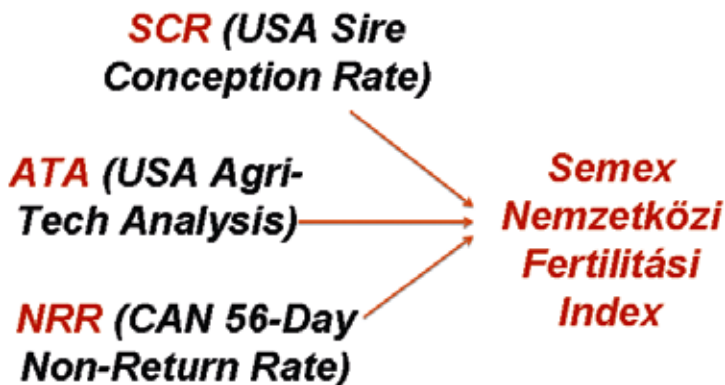 SCR (USA Sire
Conception Rate)
ATA (USA Agri-
Tech Analysis)
NRR (CAN 56-Day
Non-Return Rate)
Semex
Nemzetközi
Fertilitási
Index